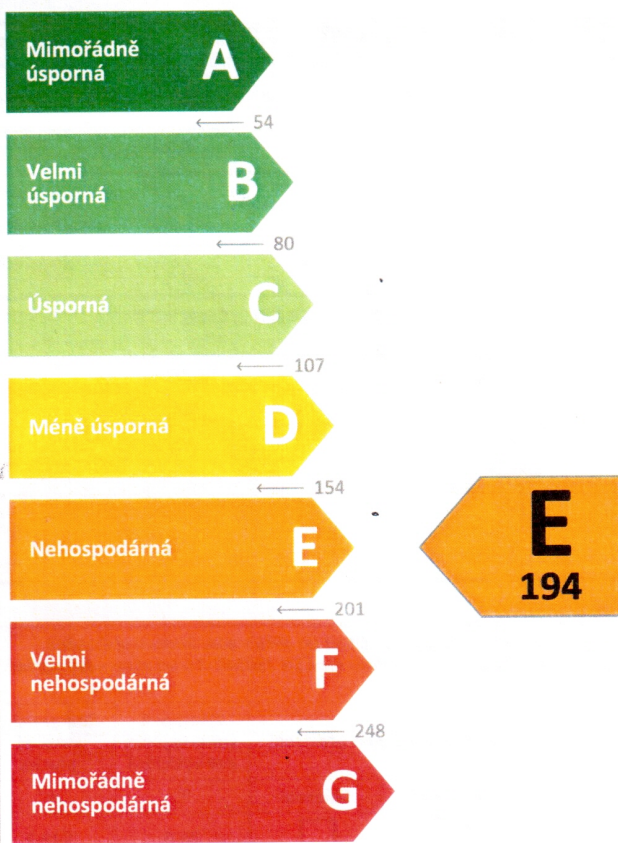 Mimořádně
úsporná
A
← 54
Velmi
úsporná
B
← 80
Úsporná
C
← 107
Méně úsporná
D
← 154
Nehospodárná
E
← 201
E
194
Velmi
nehospodárná
F
← 248
Mimořádně
nehospodárná
G